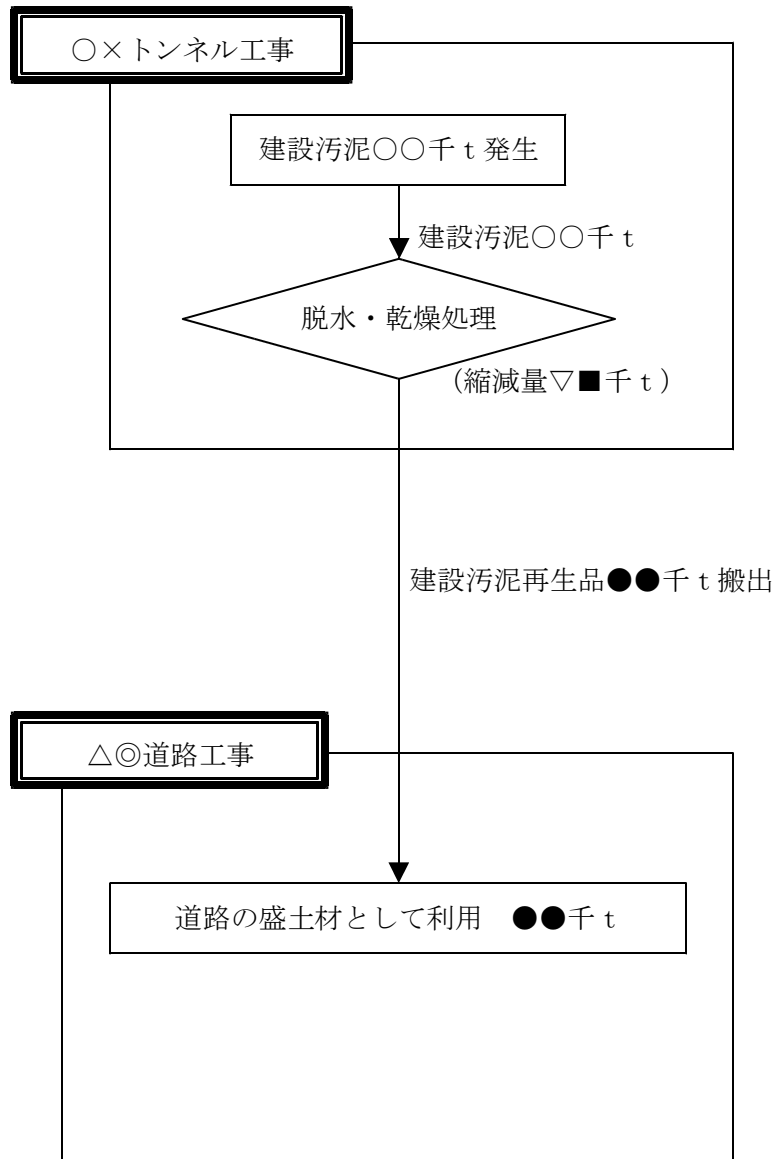 ○×トンネル工事
建設汚泥○○千ｔ発生
建設汚泥○○千ｔ
脱水・乾燥処理
（縮減量▽■千ｔ）
建設汚泥再生品●●千ｔ搬出
△◎道路工事
道路の盛土材として利用　●●千ｔ